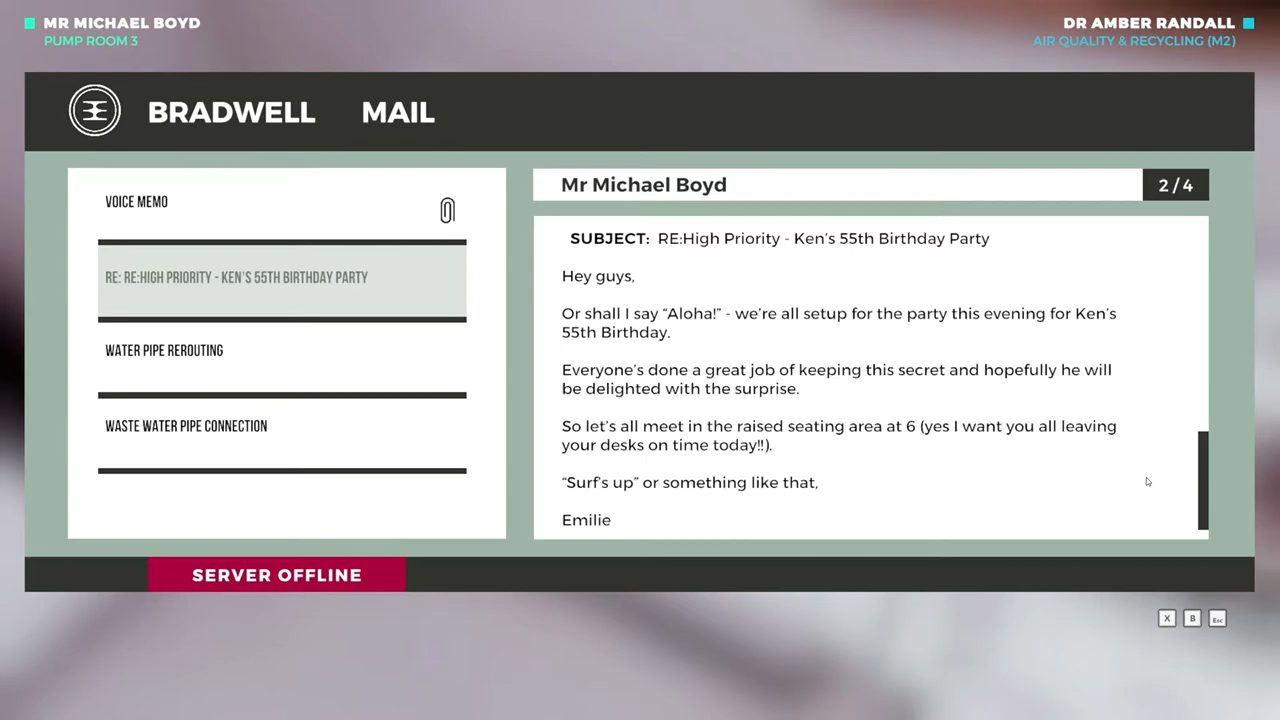 MR MICHAEL BOYD
PUMP ROOM 3
DR AMBER RANDALL
AIR QUALITY & RECYCLING (M2)
BRADWELL MAIL
VOICE MEMO
RE: RE:HIGH PRIORITY - KEN'S 55TH BIRTHDAY PARTY
WATER PIPE REROUTING
WASTE WATER PIPE CONNECTION
Mr Michael Boyd
2 / 4
SUBJECT: RE:High Priority - Ken's 55th Birthday Party
Hey guys,
Or shall I say “Aloha!” - we're all setup for the party this evening for Ken's
55th Birthday.
Everyone's done a great job of keeping this secret and hopefully he will
be delighted with the surprise.
So let's all meet in the raised seating area at 6 (yes I want you all leaving
your desks on time today!!).
“Surf's up” or something like that,
Emilie
SERVER OFFLINE
X B Esc